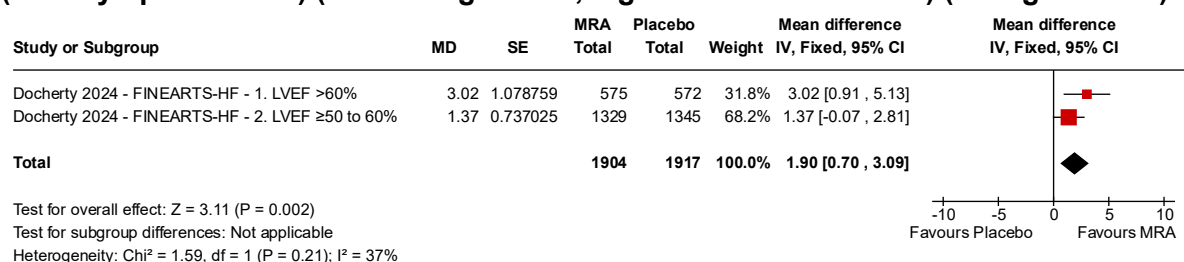 MRA Placebo Mean difference Mean difference
Study or Subgroup MD SE Total Total Weight IV, Fixed, 95% CI IV, Fixed, 95% CI
Docherty 2024 - FINEARTS-HF - 1. LVEF >60% 3.02 1.078759 575 572 31.8% 3.02 [0.91 , 5.13]
Docherty 2024 - FINEARTS-HF - 2. LVEF ≥50 to 60% 1.37 0.737025 1329 1345 68.2% 1.37 [-0.07 , 2.81]
Total 1904 1917 100.0% 1.90 [0.70 , 3.09]
Test for overall effect: Z = 3.11 (P = 0.002)
-10 -5 0 5 10
Test for subgroup differences: Not applicable
Favours Placebo Favours MRA
Heterogeneity: Chi² = 1.59, df = 1 (P = 0.21); I² = 37%